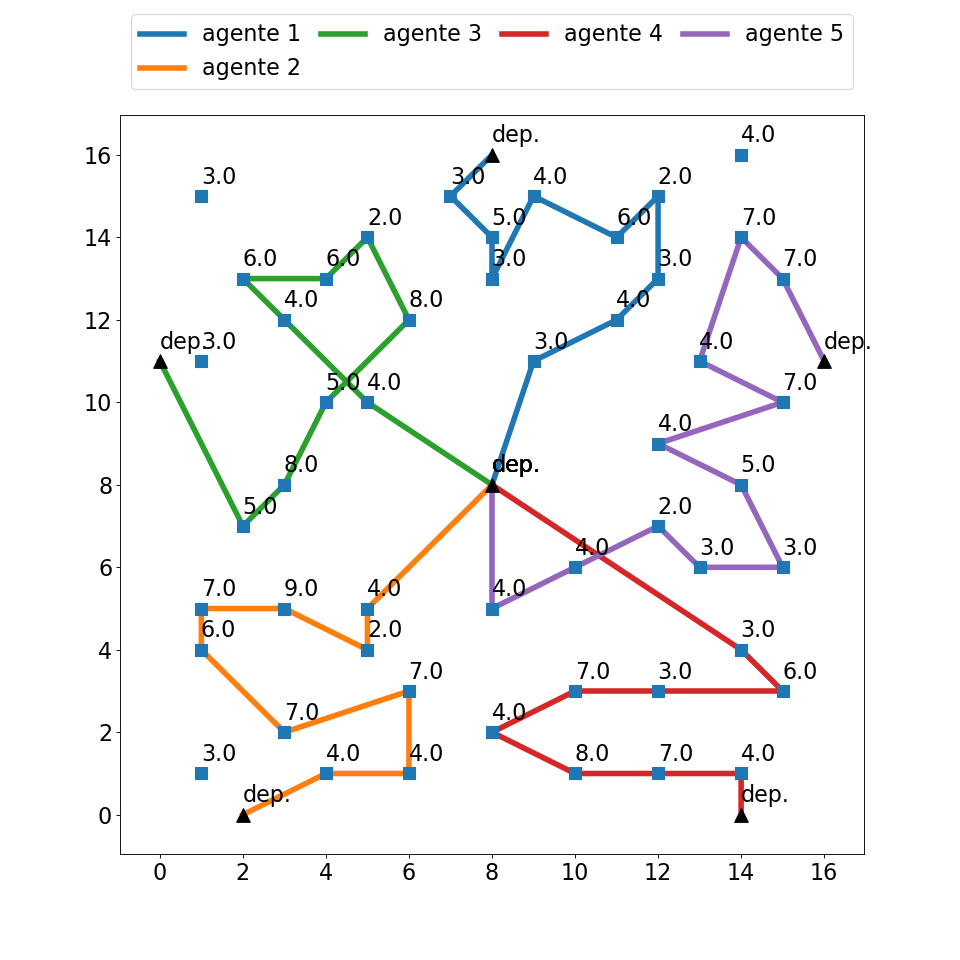 agente 1 agente 3 agente 4 agente 5
agente 2
dep. 4.0
16
3.0 3.0 4.0 2.0
2.0 5.0 6.0 7.0
14
6.0 6.0 3.0 3.0 7.0
4.0 8.0 4.0
12
dep. 3.0 3.0 4.0 dep.
5.0 4.0 7.0
10
4.0
8.0 dep. 5.0
8
5.0 2.0
4.0 3.0 3.0
6
7.0 9.0 4.0 4.0
6.0 2.0 3.0
4
7.0 7.0 3.0 6.0
7.0 4.0
2
3.0 4.0 4.0 8.0 7.0 4.0
dep. dep.
0
0 2 4 6 8 10 12 14 16